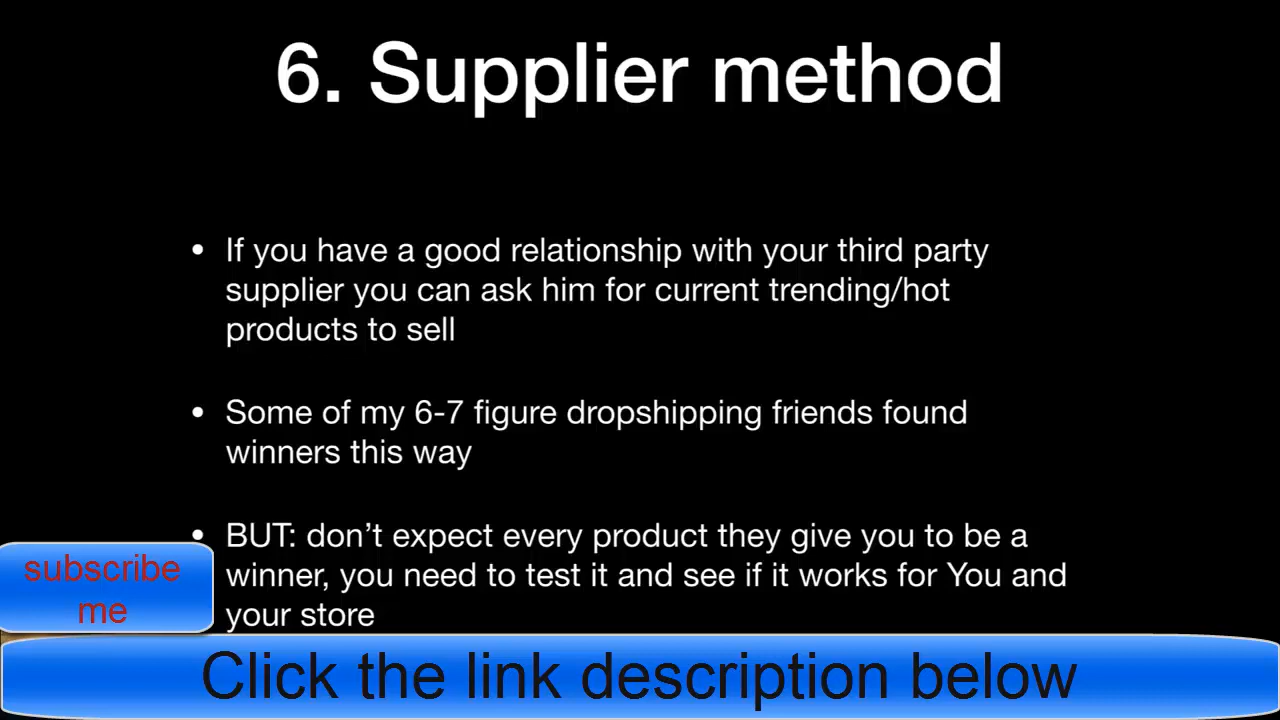 6. Supplier method
• If you have a good relationship with your third party
supplier you can ask him for current trending/hot
products to sell
• Some of my 6-7 figure dropshipping friends found
winners this way
• BUT: don’t expect every product they give you to be a
winner, you need to test it and see if it works for You and
your store
subscribe
me
Click the link description below